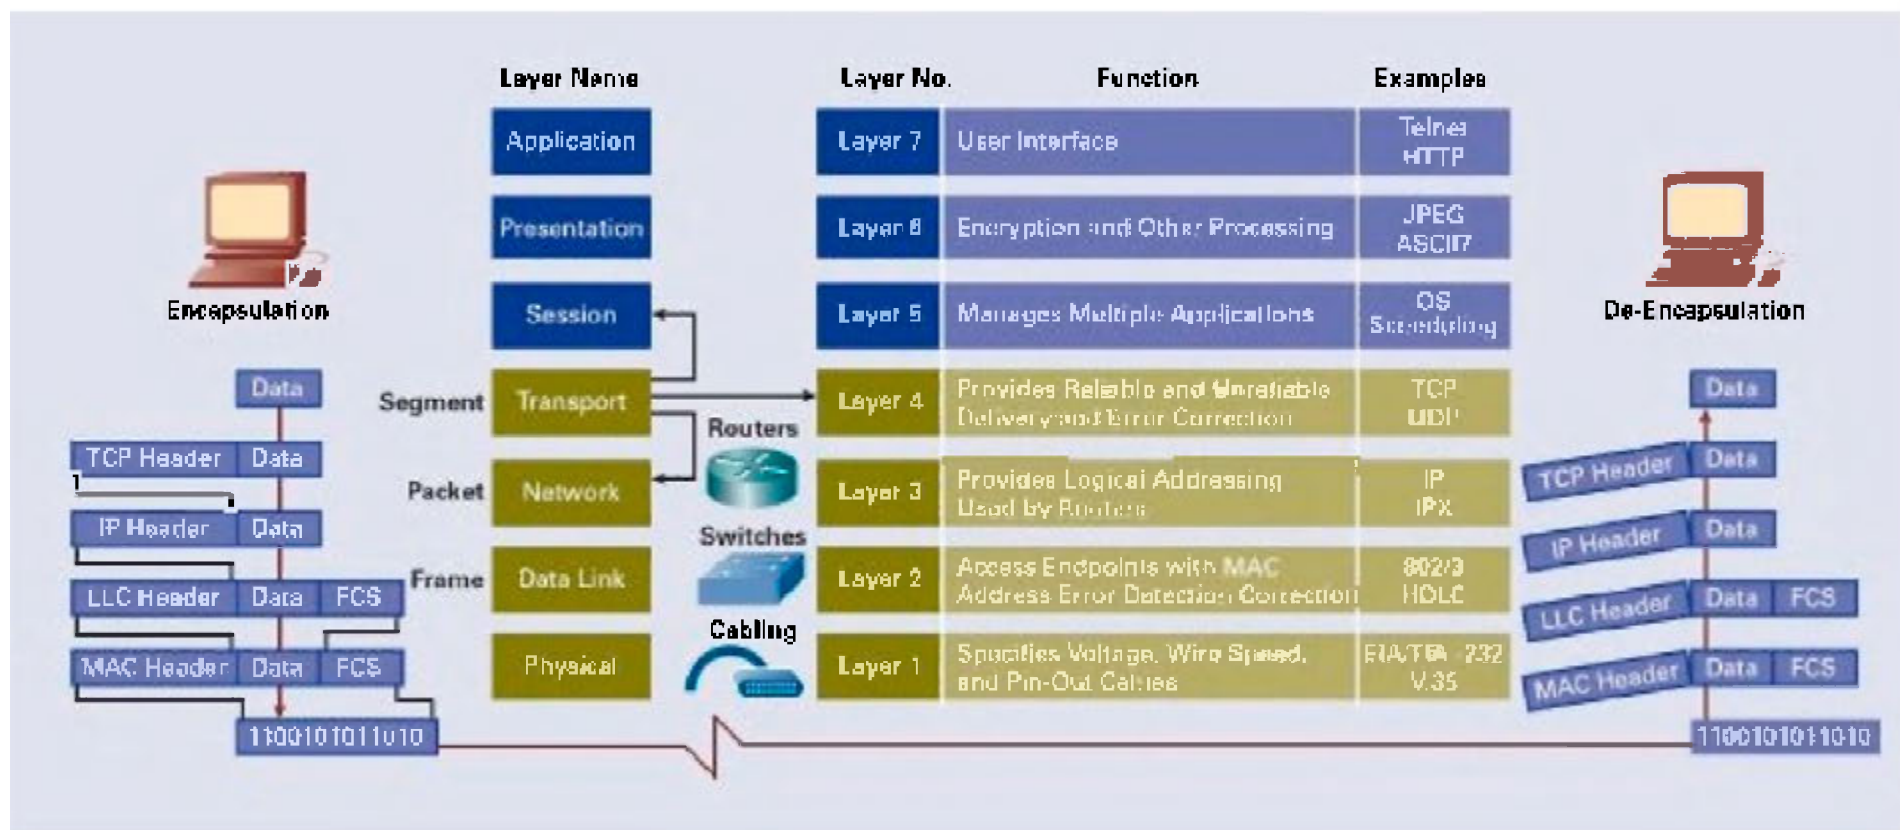 Layer Name
Layer No.
Function
Examples
Application
Layer 7
User Interface
Telnet
HTTP
Presentation
Layer 6
Encryption and Other Processing
JPEG
ASCII7
Session
Layer 5
Manages Multiple Applications
OS
Scheduling
Segment
Transport
Layer 4
Provides Reliable and Unreliable
Delivery and Error Correction
TCP
UDP
Routers
Packet
Network
Layer 3
Provides Logical Addressing
Used by Routers
IP
IPX
Switches
Frame
Data Link
Layer 2
Access Endpoints with MAC
Address Error Detection Correction
802/3
HDLC
Cabling
Physical
Layer 1
Specifies Voltage, Wire Speed,
and Pin-Out Cables
EIA/TIA 232
V.35
Encapsulation
Data
TCP Header Data
1
IP Header Data
LLC Header Data FCS
MAC Header Data FCS
1100101011010
De-Encapsulation
Data
TCP Header Data
IP Header Data
LLC Header Data FCS
MAC Header Data FCS
1100101011010